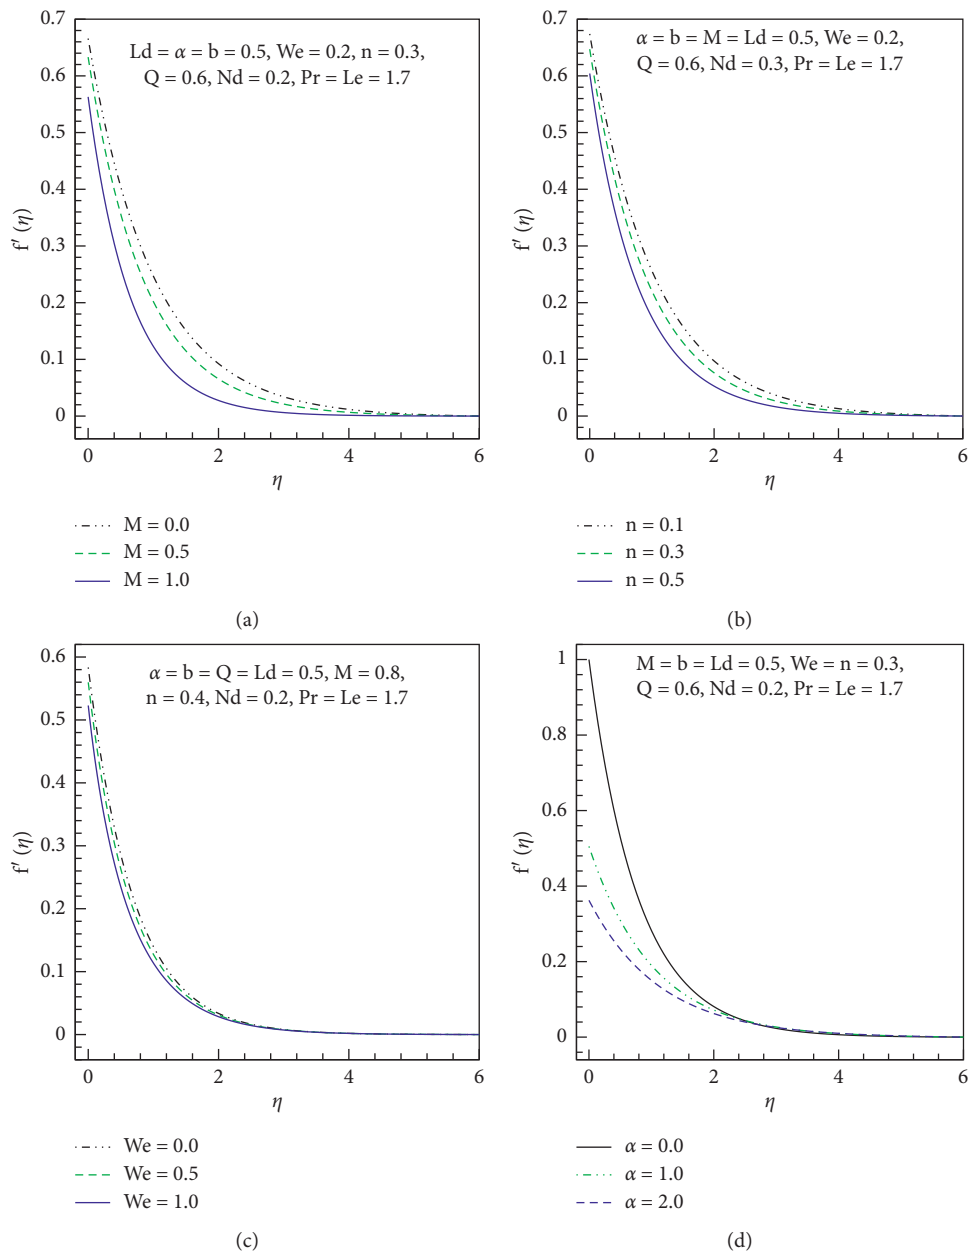 Ld = α = b = 0.5, We = 0.2, n = 0.3,
Q = 0.6, Nd = 0.2, Pr = Le = 1.7
0.7
0.6
0.5
0.4
0.3
0.2
0.1
0
f′ (η)
0
2
4
6
η
M = 0.0
M = 0.5
M = 1.0
(a)
α = b = M = Ld = 0.5, We = 0.2,
Q = 0.6, Nd = 0.3, Pr = Le = 1.7
0.7
0.6
0.5
0.4
0.3
0.2
0.1
0
f′ (η)
0
2
4
6
η
n = 0.1
n = 0.3
n = 0.5
(b)
α = b = Q = Ld = 0.5, M = 0.8,
n = 0.4, Nd = 0.2, Pr = Le = 1.7
0.6
0.5
0.4
0.3
0.2
0.1
0
f′ (η)
0
2
4
6
η
We = 0.0
We = 0.5
We = 1.0
(c)
M = b = Ld = 0.5, We = n = 0.3,
Q = 0.6, Nd = 0.2, Pr = Le = 1.7
1
0.8
0.6
0.4
0.2
0
f′ (η)
0
2
4
6
η
α = 0.0
α = 1.0
α = 2.0
(d)